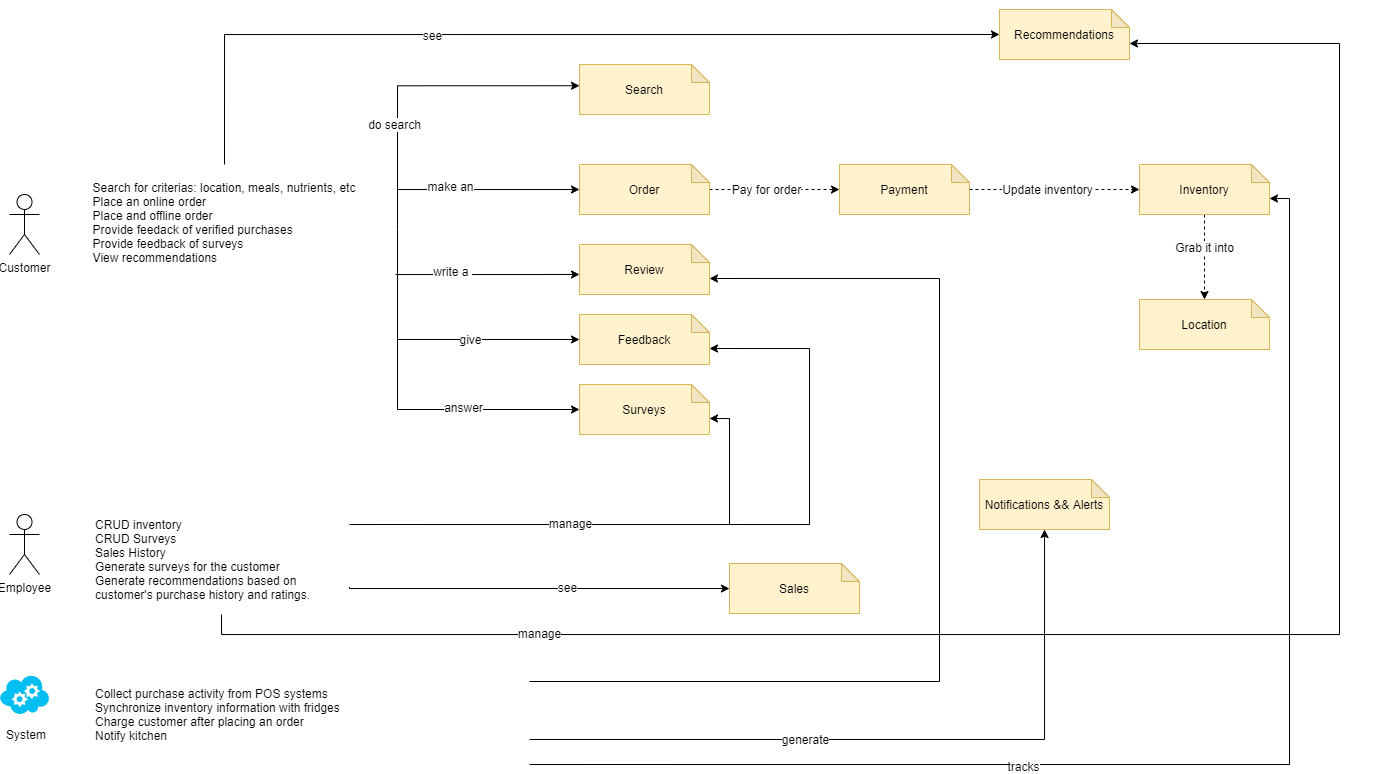 see
Recommendations
Search
do search
Search for criterias: location, meals, nutrients, etc
Place an online order
Place and offline order
Provide feedack of verified purchases
Provide feedback of surveys
View recommendations
Customer
make an
Order
Pay for order
Payment
Update inventory
Inventory
Grab it into
Location
write a
Review
give
Feedback
answer
Surveys
Notifications && Alerts
CRUD inventory
CRUD Surveys
Sales History
Generate surveys for the customer
Generate recommendations based on
customer's purchase history and ratings.
Employee
manage
see
Sales
manage
Collect purchase activity from POS systems
Synchronize inventory information with fridges
Charge customer after placing an order
Notify kitchen
System
generate
tracks